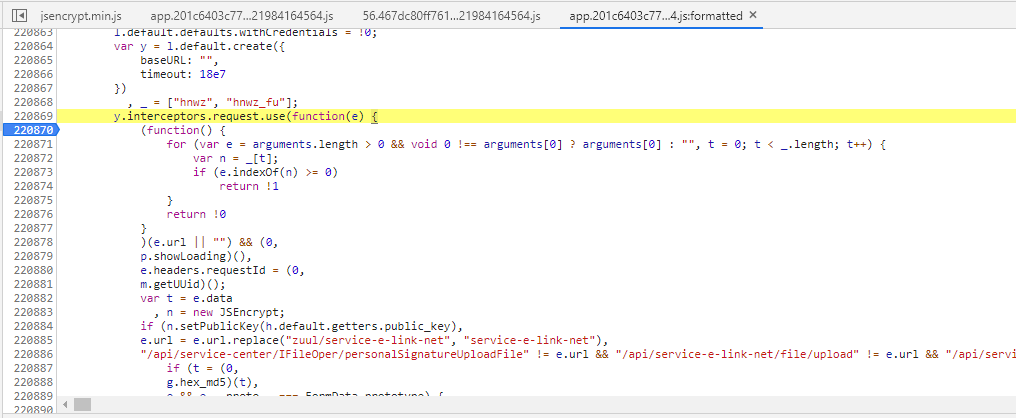 jsencrypt.min.js app.201c6403c77...21984164564.js 56.467dc80ff761...21984164564.js app.201c6403c77...4.js:formatted ×
220863 l.default.defaults.withCredentials = !0;
220864 var y = l.default.create({
220865 baseURL: "",
220866 timeout: 18e7
220867 })
220868 , _ = ["hnwz", "hnwz_fu"];
220869 y.interceptors.request.use(function(e) {
220870 (function() {
220871 for (var e = arguments.length > 0 && void 0 !== arguments[0] ? arguments[0] : "", t = 0; t < _.length; t++) {
220872 var n = _[t];
220873 if (e.indexOf(n) >= 0)
220874 return !1
220875 }
220876 return !0
220877 }
220878 )(e.url || "") && (0,
220879 p.showLoading)(),
220880 e.headers.requestId = (0,
220881 m.getUUid)();
220882 var t = e.data
220883 , n = new JSEncrypt;
220884 if (n.setPublicKey(h.default.getters.public_key),
220885 e.url = e.url.replace("zuul/service-e-link-net", "service-e-link-net"),
220886 "/api/service-center/IFileOper/personalSignatureUploadFile" != e.url && "/api/service-e-link-net/file/upload" != e.url && "/api/servi
220887 if (t = (0,
220888 g.hex_md5)(t),
220889
220890